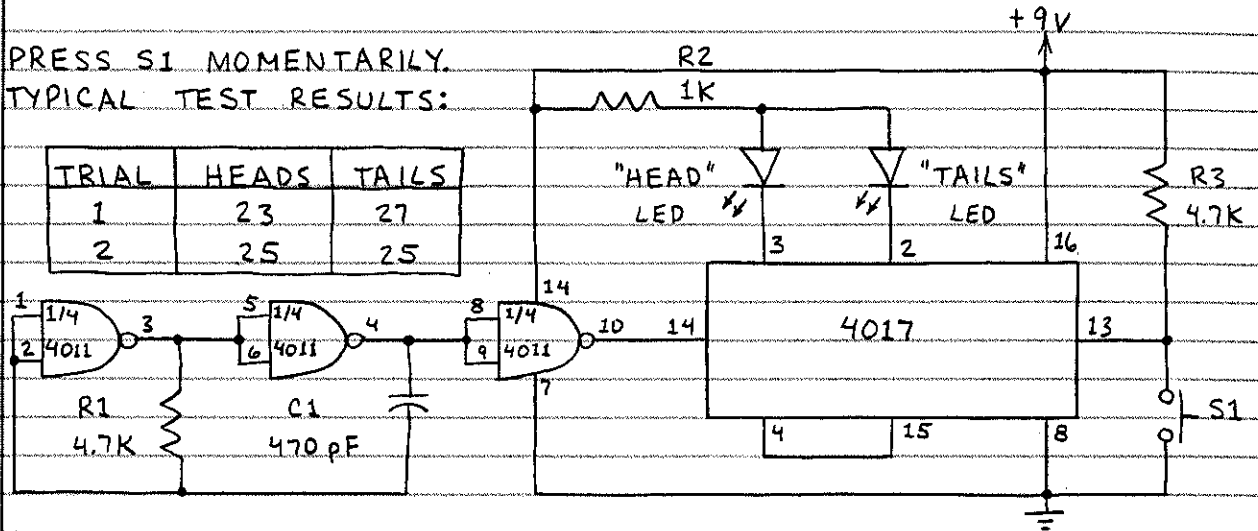 +9V
PRESS S1 MOMENTARILY.
TYPICAL TEST RESULTS:
R2
1K
TRIAL HEADS TAILS
1 23 27
2 25 25
"HEAD"
LED
"TAILS"
LED
R3
4.7K
3
2
16
14
1
2
1/4
4011
3
5
6
1/4
4011
4
8
9
1/4
4011
10
14
4017
13
7
R1
4.7K
C1
470 pF
4
15
8
S1